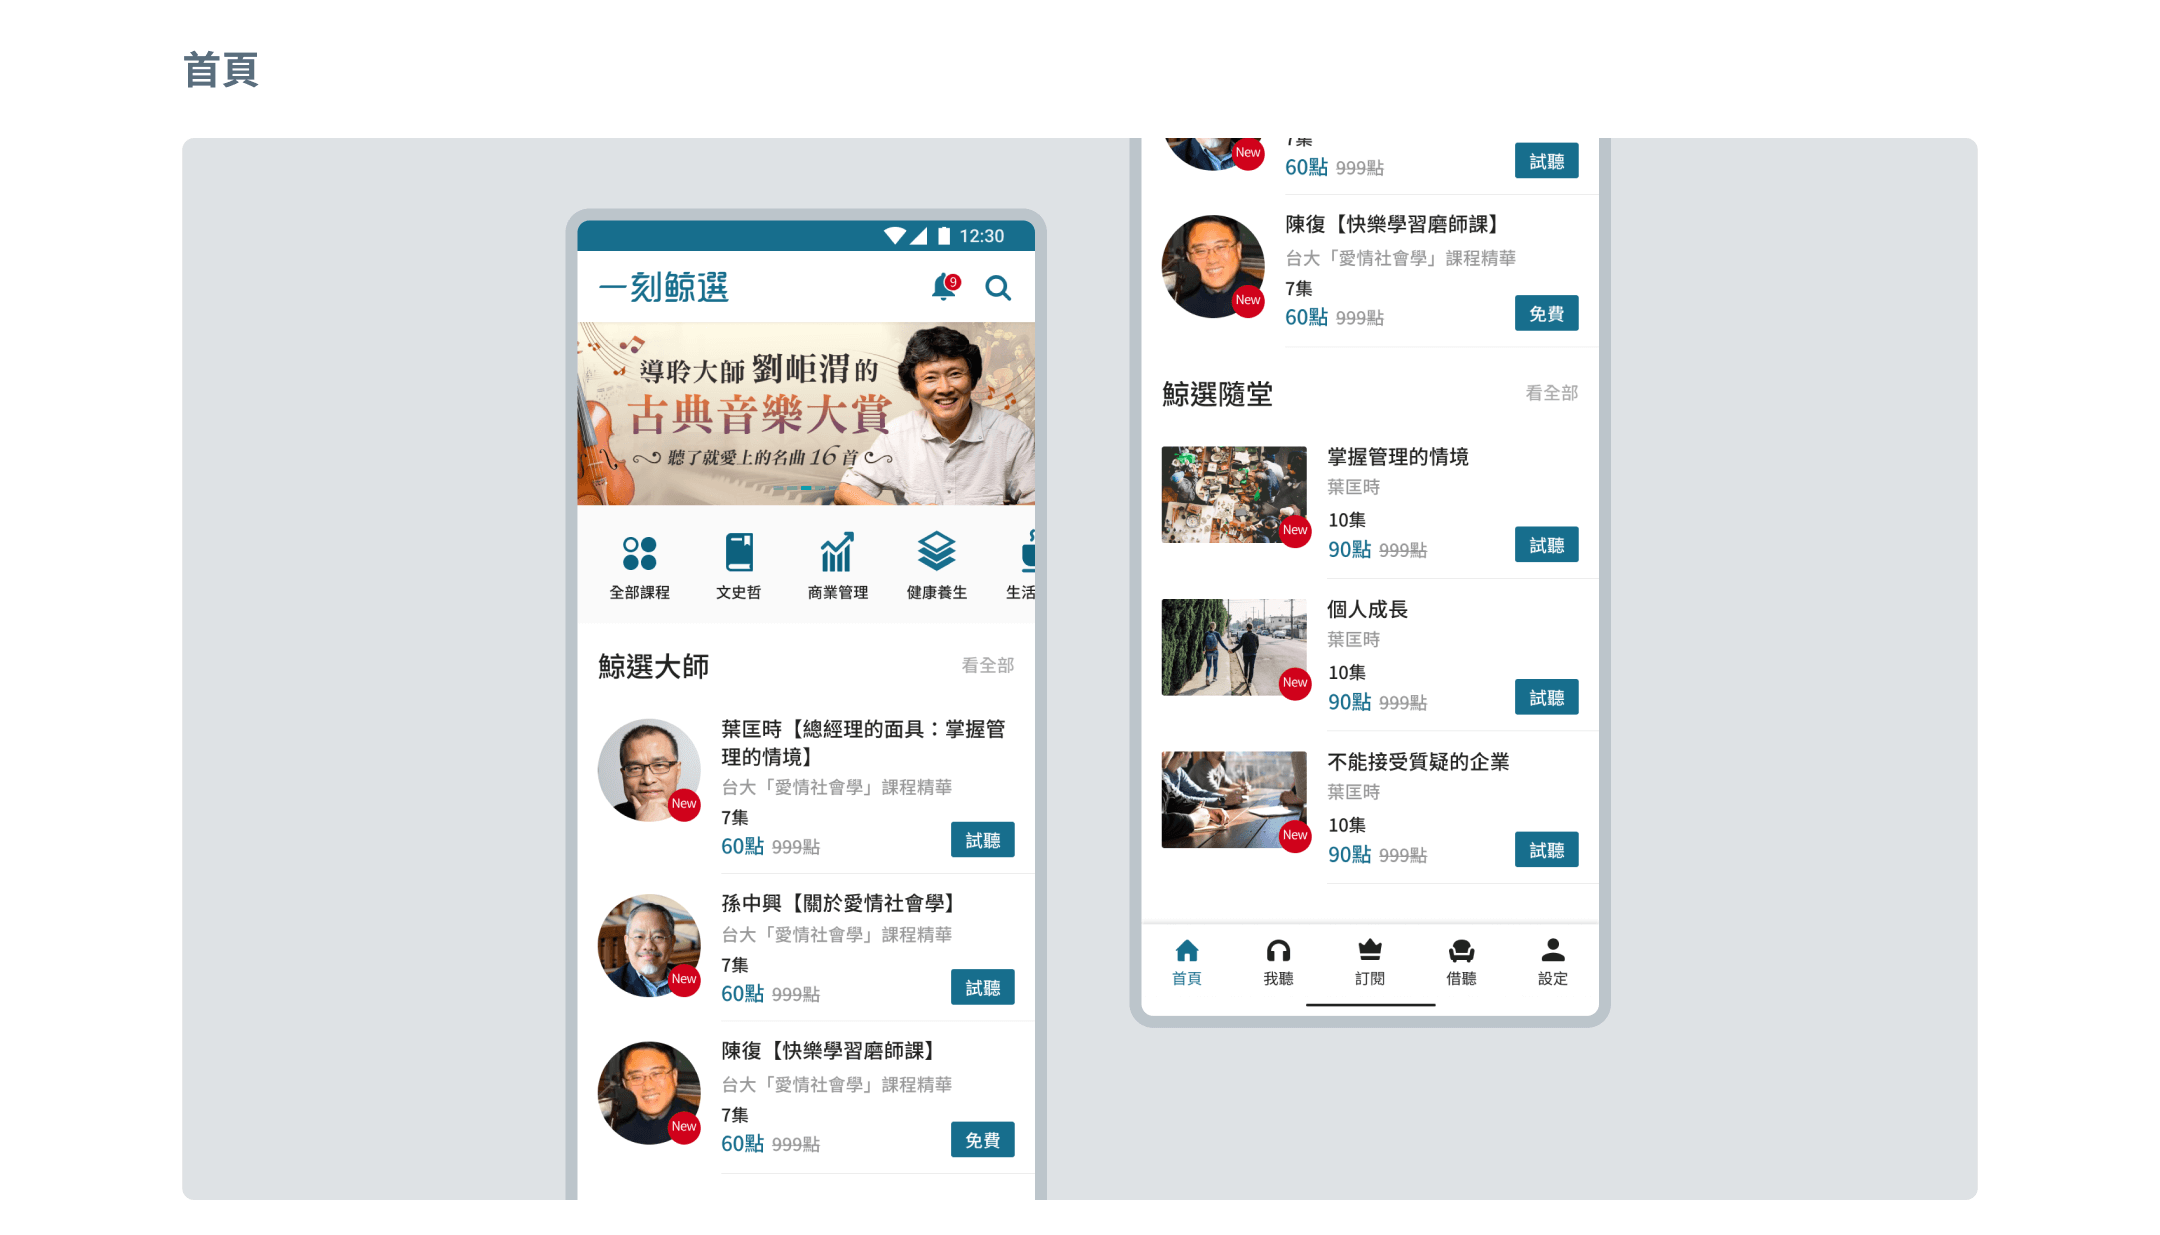 首頁
12:30
一刻鯨選
9
導聆大師 劉岠渭的
古典音樂大賞
聽了就愛上的名曲16首
全部課程
文史哲
商業管理
健康養生
生活
鯨選大師
看全部
葉匡時【總經理的面具：掌握管
理的情境】
台大「愛情社會學」課程精華
7集
New
60點 999點
試聽
孫中興【關於愛情社會學】
台大「愛情社會學」課程精華
7集
New
60點 999點
試聽
陳復【快樂學習磨師課】
台大「愛情社會學」課程精華
7集
New
60點 999點
免費
7集
New
60點 999點
試聽
陳復【快樂學習磨師課】
台大「愛情社會學」課程精華
7集
New
60點 999點
免費
鯨選隨堂
看全部
掌握管理的情境
葉匡時
10集
New
90點 999點
試聽
個人成長
葉匡時
10集
New
90點 999點
試聽
不能接受質疑的企業
葉匡時
10集
New
90點 999點
試聽
首頁
我聽
訂閱
借聽
設定